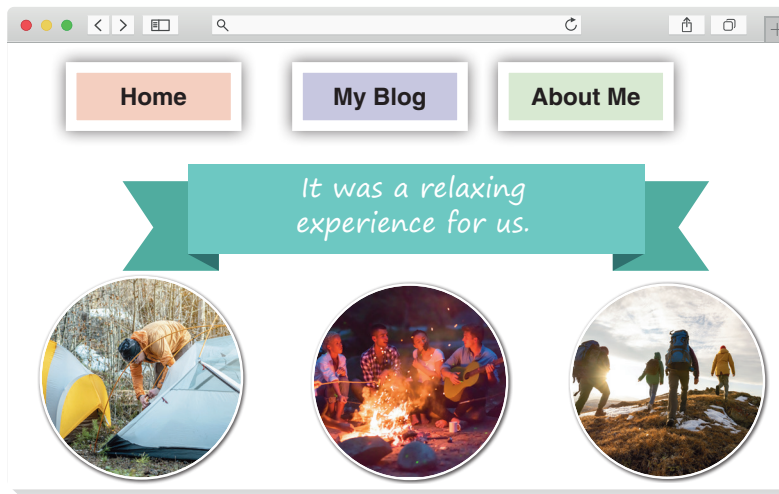 Home
My Blog
About Me
It was a relaxing
experience for us.